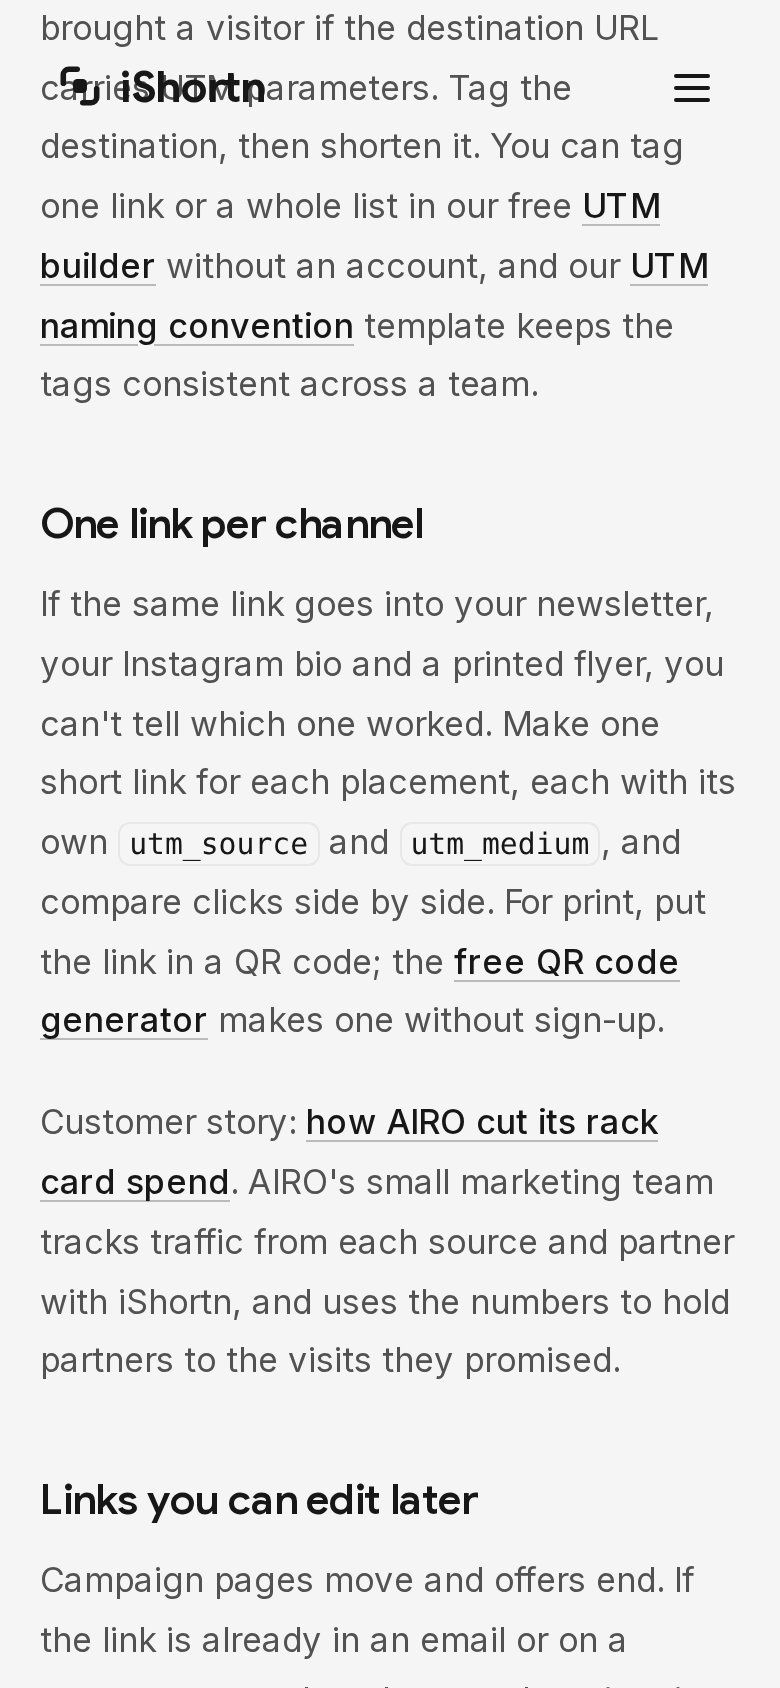 brought a visitor if the destination URL
iShortn
carries UTM parameters. Tag the
destination, then shorten it. You can tag
one link or a whole list in our free UTM
builder without an account, and our UTM
naming convention template keeps the
tags consistent across a team.
One link per channel
If the same link goes into your newsletter,
your Instagram bio and a printed flyer, you
can't tell which one worked. Make one
short link for each placement, each with its
own utm_source and utm_medium, and
compare clicks side by side. For print, put
the link in a QR code; the free QR code
generator makes one without sign-up.
Customer story: how AIRO cut its rack
card spend. AIRO's small marketing team
tracks traffic from each source and partner
with iShortn, and uses the numbers to hold
partners to the visits they promised.
Links you can edit later
Campaign pages move and offers end. If
the link is already in an email or on a